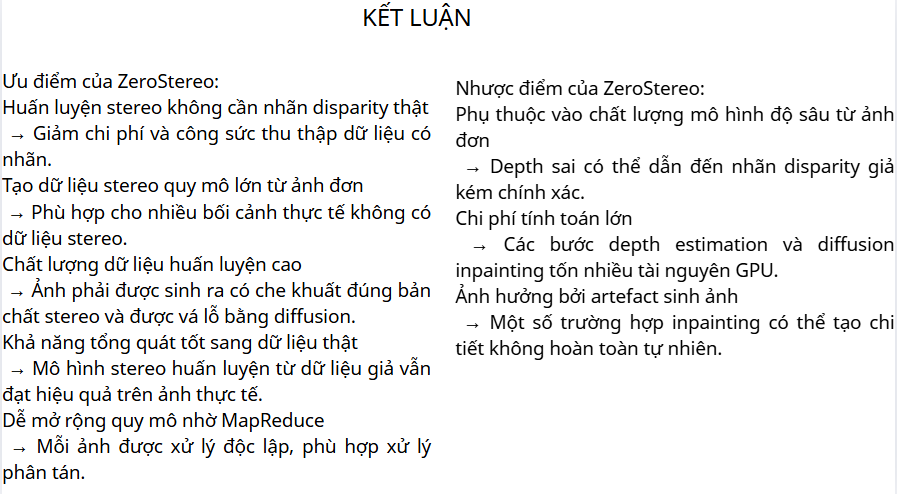 KẾT LUẬN
Ưu điểm của ZeroStereo:
Huấn luyện stereo không cần nhãn disparity thật
→ Giảm chi phí và công sức thu thập dữ liệu có
nhãn.
Tạo dữ liệu stereo quy mô lớn từ ảnh đơn
→ Phù hợp cho nhiều bối cảnh thực tế không có
dữ liệu stereo.
Chất lượng dữ liệu huấn luyện cao
→ Ảnh phải được sinh ra có che khuất đúng bản
chất stereo và được vá lỗ bằng diffusion.
Khả năng tổng quát tốt sang dữ liệu thật
→ Mô hình stereo huấn luyện từ dữ liệu giả vẫn
đạt hiệu quả trên ảnh thực tế.
Dễ mở rộng quy mô nhờ MapReduce
→ Mỗi ảnh được xử lý độc lập, phù hợp xử lý
phân tán.
Nhược điểm của ZeroStereo:
Phụ thuộc vào chất lượng mô hình độ sâu từ ảnh
đơn
→ Depth sai có thể dẫn đến nhãn disparity giả
kém chính xác.
Chi phí tính toán lớn
→ Các bước depth estimation và diffusion
inpainting tốn nhiều tài nguyên GPU.
Ảnh hưởng bởi artefact sinh ảnh
→ Một số trường hợp inpainting có thể tạo chi
tiết không hoàn toàn tự nhiên.